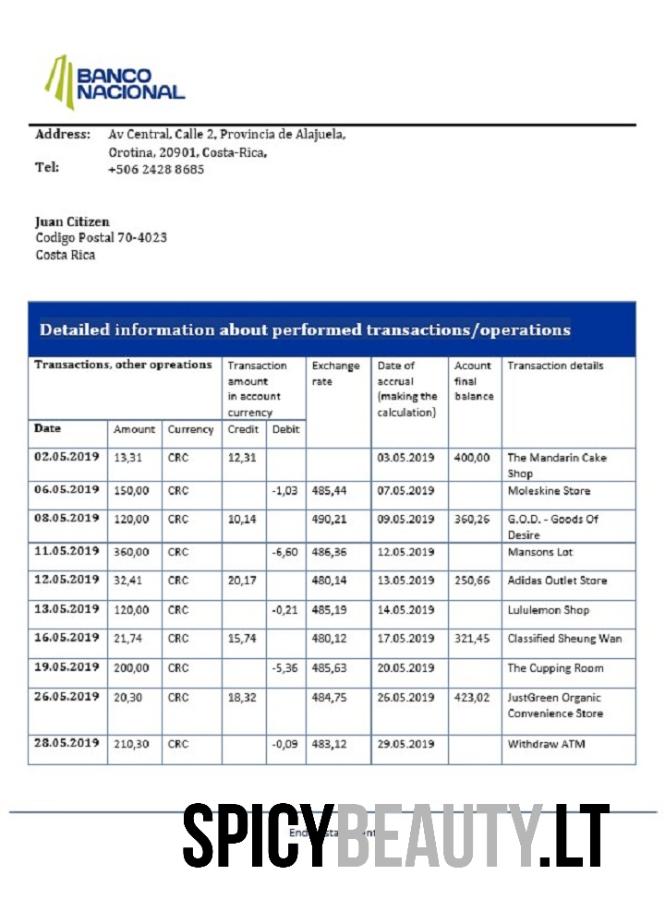 BANCO
NACIONAL
Address: Av Central, Calle 2, Provincia de Alajuela,
Orotina, 20901, Costa-Rica,
Tel: +506 2428 8685
Juan Citizen
Codigo Postal 70-4023
Costa Rica
Detailed information about performed transactions/operations
Transactions, other opreations Transaction amount in account currency Exchange rate Date of accrual (making the calculation) Acount final balance Transaction details
Date Amount Currency Credit Debit
02.05.2019 13,31 CRC 12,31 03.05.2019 400,00 The Mandarin Cake
Shop
06.05.2019 150,00 CRC -1,03 485,44 07.05.2019 Moleskine Store
08.05.2019 120,00 CRC 10,14 490,21 09.05.2019 360,26 G.O.D. - Goods Of
Desire
11.05.2019 360,00 CRC -6,60 486,36 12.05.2019 Mansons Lot
12.05.2019 32,41 CRC 20,17 480,14 13.05.2019 250,66 Adidas Outlet Store
13.05.2019 120,00 CRC -0,21 485,19 14.05.2019 Lululemon Shop
16.05.2019 21,74 CRC 15,74 480,12 17.05.2019 321,45 Classified Sheung Wan
19.05.2019 200,00 CRC -5,36 485,63 20.05.2019 The Cupping Room
26.05.2019 20,30 CRC 18,32 484,75 26.05.2019 423,02 JustGreen Organic
Convenience Store
28.05.2019 210,30 CRC -0,09 483,12 29.05.2019 Withdraw ATM
SPICYBEAUTY.LT